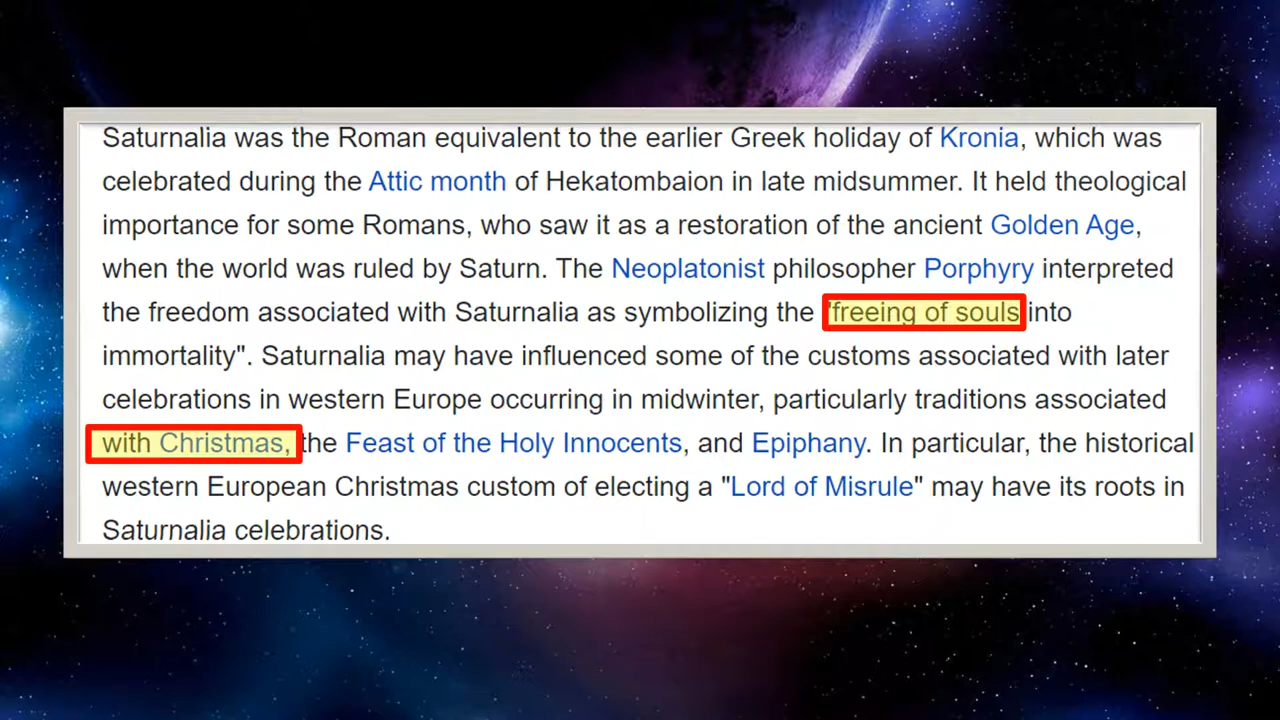 Saturnalia was the Roman equivalent to the earlier Greek holiday of Kronia, which was
celebrated during the Attic month of Hekatombaion in late midsummer. It held theological
importance for some Romans, who saw it as a restoration of the ancient Golden Age,
when the world was ruled by Saturn. The Neoplatonist philosopher Porphyry interpreted
the freedom associated with Saturnalia as symbolizing the "freeing of souls into
immortality". Saturnalia may have influenced some of the customs associated with later
celebrations in western Europe occurring in midwinter, particularly traditions associated
with Christmas, the Feast of the Holy Innocents, and Epiphany. In particular, the historical
western European Christmas custom of electing a "Lord of Misrule" may have its roots in
Saturnalia celebrations.